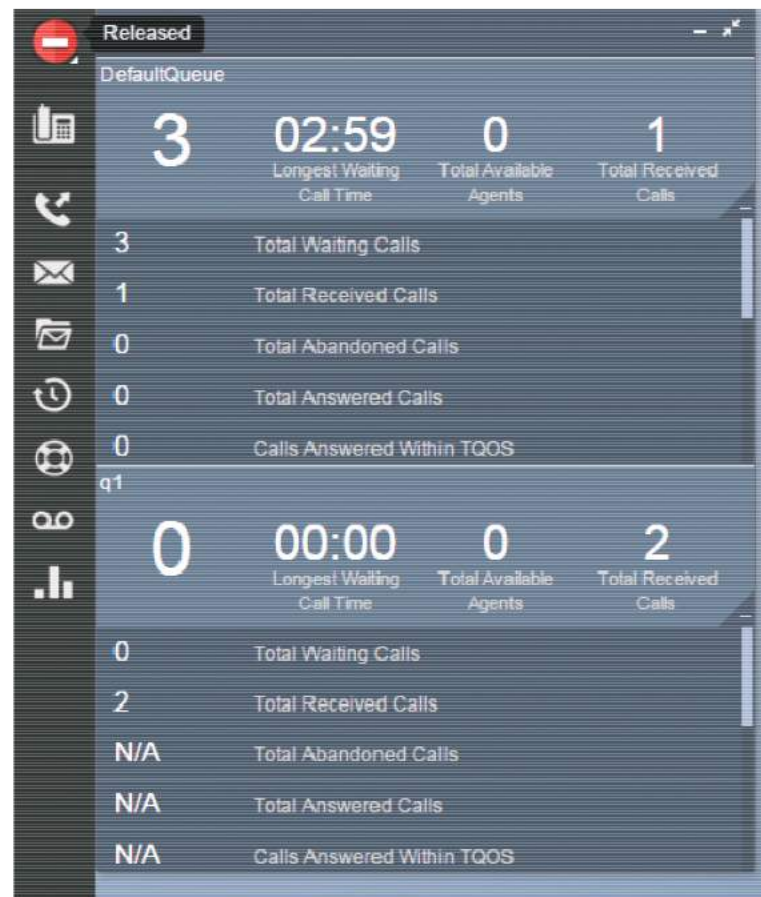 Released
DefaultQueue
3 02:59 0 1
Longest Waiting Total Available Total Received
Call Time Agents Calls
3 Total Waiting Calls
1 Total Received Calls
0 Total Abandoned Calls
0 Total Answered Calls
0 Calls Answered Within TQOS
q1
0 00:00 0 2
Longest Waiting Total Available Total Received
Call Time Agents Calls
0 Total Waiting Calls
2 Total Received Calls
N/A Total Abandoned Calls
N/A Total Answered Calls
N/A Calls Answered Within TQOS